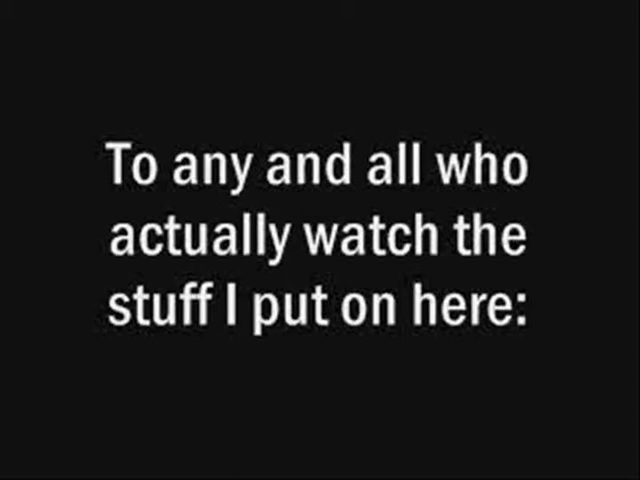 To any and all who
actually watch the
stuff I put on here: